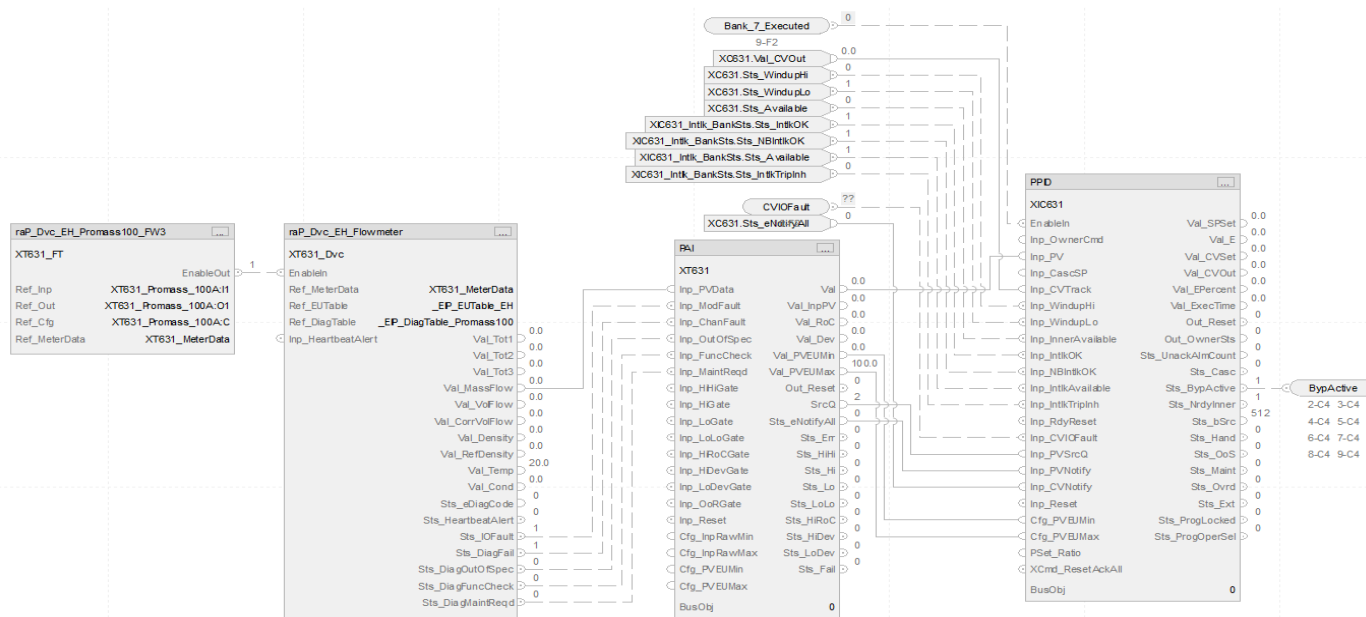 Bank_7_Executed
0
9-F2
XC631.Val_CVOut
0.0
XC631.Sts_WindupHi
0
XC631.Sts_WindupLo
1
XC631.Sts_Available
0
XIC631_Intlk_BankSts.Sts_IntlkOK
1
XIC631_Intlk_BankSts.Sts_NBIntlkOK
1
XIC631_Intlk_BankSts.Sts_Available
1
XIC631_Intlk_BankSts.Sts_IntlkTripInh
0
CVIOFault
??
XC631.Sts_eNotifyAll
0
raP_Dvc_EH_Promass100_FW3
...
XT631_FT
EnableOut
1
Ref_Inp XT631_Promass_100A:I1
Ref_Out XT631_Promass_100A:O1
Ref_Cfg XT631_Promass_100A:C
Ref_MeterData XT631_MeterData
raP_Dvc_EH_Flowmeter
...
XT631_Dvc
EnableIn
Ref_MeterData XT631_MeterData
Ref_EUTable _EIP_EUTable_EH
Ref_DiagTable _EIP_DiagTable_Promass100
Inp_HeartbeatAlert
Val_Tot1 0.0
Val_Tot2 0.0
Val_Tot3 0.0
Val_MassFlow 0.0
Val_VolFlow 0.0
Val_CorrVolFlow 0.0
Val_Density 0.0
Val_RefDensity 0.0
Val_Temp 20.0
Val_Cond 0.0
Sts_eDiagCode 0
Sts_HeartbeatAlert 0
Sts_IOFault 1
Sts_DiagFail 1
Sts_DiagOutOfSpec 0
Sts_DiagFuncCheck 0
Sts_DiagMaintReqd 0
PAI
...
XT631
Inp_PVData Val 0.0
Inp_ModFault Val_InpPV 0.0
Inp_ChanFault Val_RoC 0.0
Inp_OutOfSpec Val_Dev 0.0
Inp_FuncCheck Val_PVEUMin 0.0
Inp_MaintReqd Val_PVEUMax 100.0
Inp_HiHiGate Out_Reset 0
Inp_HiGate SrcQ 2
Inp_LoGate Sts_eNotifyAll 0
Inp_LoLoGate Sts_Err 0
Inp_HiRoCGate Sts_HiHi 0
Inp_HiDevGate Sts_Hi 0
Inp_LoDevGate Sts_Lo 0
Inp_OoRGate Sts_LoLo 0
Inp_Reset Sts_HiRoC 0
Cfg_InpRawMin Sts_HiDev 0
Cfg_InpRawMax Sts_LoDev 0
Cfg_PVEUMin Sts_Fail 0
Cfg_PVEUMax
BusObj 0
PPID
...
XIC631
EnableIn Val_SPSet 0.0
Inp_OwnerCmd Val_E 0.0
Inp_PV Val_CVSet 0.0
Inp_CascSP Val_CVOut 0.0
Inp_CVTrack Val_EPercent 0.0
Inp_WindupHi Val_ExecTime 0.0
Inp_WindupLo Out_Reset 0
Inp_InnerAvailable Out_OwnerSts 0
Inp_IntlkOK Sts_UnackAlmCount 0
Inp_NBIntlkOK Sts_Casc 0
Inp_IntlkAvailable Sts_BypActive 1
Inp_IntlkTripInh Sts_NrdyInner 1
Inp_RdyReset Sts_bSrc 512
Inp_CVIOFault Sts_Hand 0
Inp_PVSrcQ Sts_OoS 0
Inp_PVNotify Sts_Maint 0
Inp_CVNotify Sts_Ovrd 0
Inp_Reset Sts_Ext 0
Cfg_PVEUMin Sts_ProgLocked 0
Cfg_PVEUMax Sts_ProgOperSel 0
PSet_Ratio
XCmd_ResetAckAll
BusObj 0
BypActive
2-C4 3-C4
4-C4 5-C4
6-C4 7-C4
8-C4 9-C4